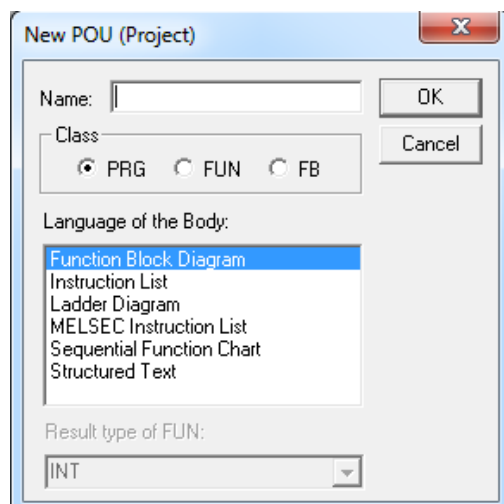 New POU (Project)
Name:
OK
Class
PRG FUN FB
Cancel
Language of the Body:
Function Block Diagram
Instruction List
Ladder Diagram
MELSEC Instruction List
Sequential Function Chart
Structured Text
Result type of FUN:
INT